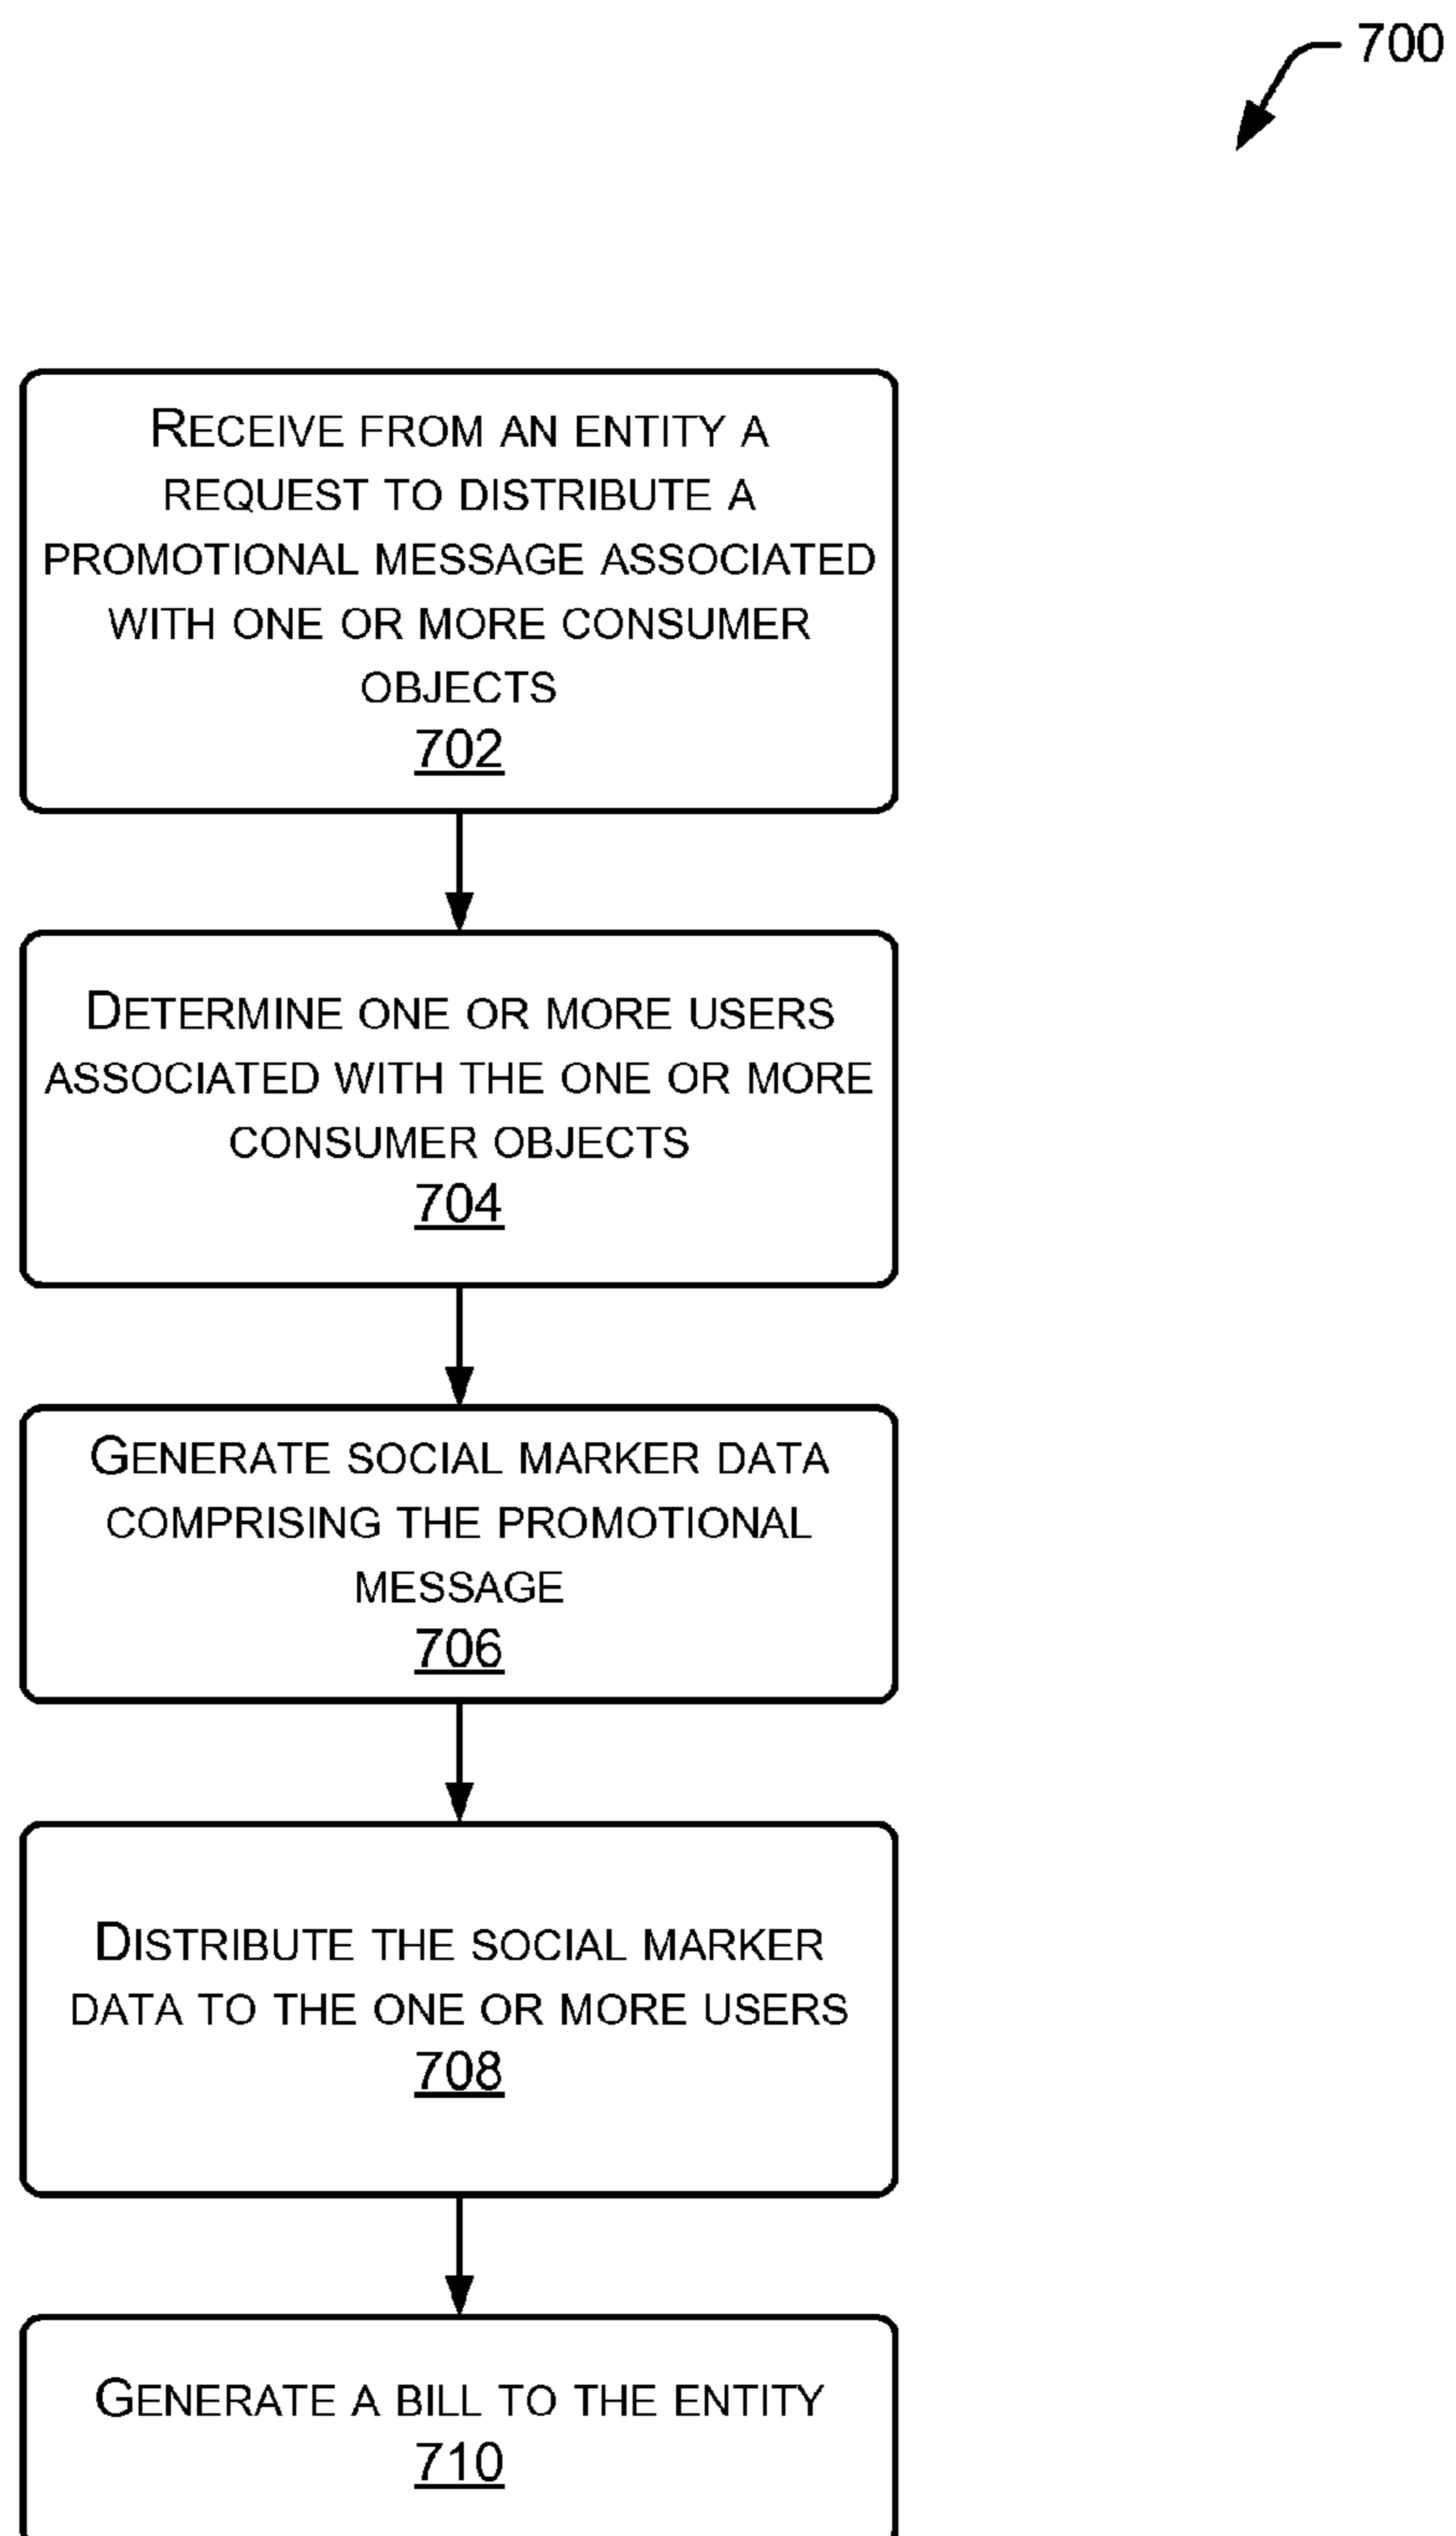 700
RECEIVE FROM AN ENTITY A
REQUEST TO DISTRIBUTE A
PROMOTIONAL MESSAGE ASSOCIATED
WITH ONE OR MORE CONSUMER
OBJECTS
702
DETERMINE ONE OR MORE USERS
ASSOCIATED WITH THE ONE OR MORE
CONSUMER OBJECTS
704
GENERATE SOCIAL MARKER DATA
COMPRISING THE PROMOTIONAL
MESSAGE
706
DISTRIBUTE THE SOCIAL MARKER
DATA TO THE ONE OR MORE USERS
708
GENERATE A BILL TO THE ENTITY
710